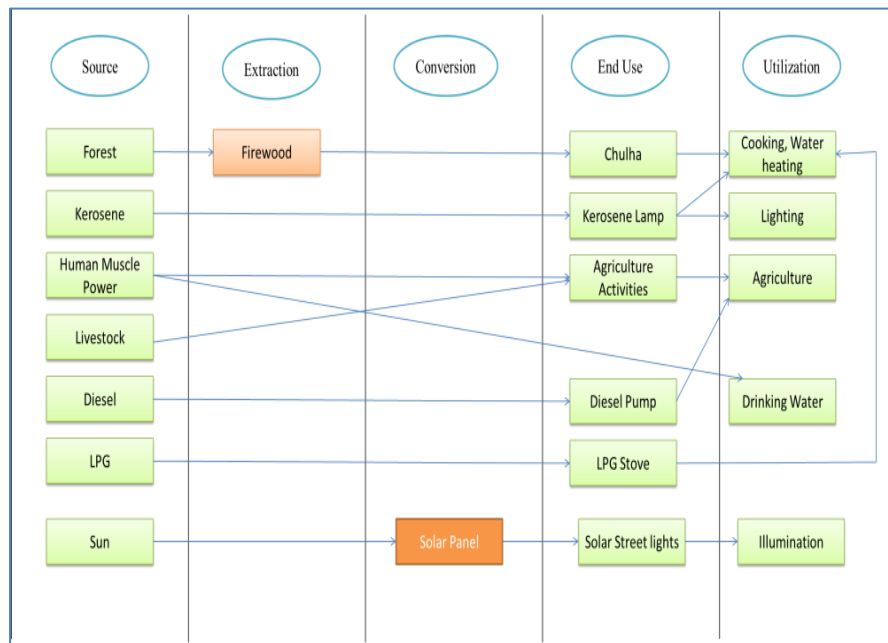 Source
Extraction
Conversion
End Use
Utilization
Forest
Firewood
Chulha
Cooking, Water
heating
Kerosene
Kerosene Lamp
Lighting
Human Muscle
Power
Agriculture
Activities
Agriculture
Livestock
Diesel
Diesel Pump
Drinking Water
LPG
LPG Stove
Sun
Solar Panel
Solar Street lights
Illumination